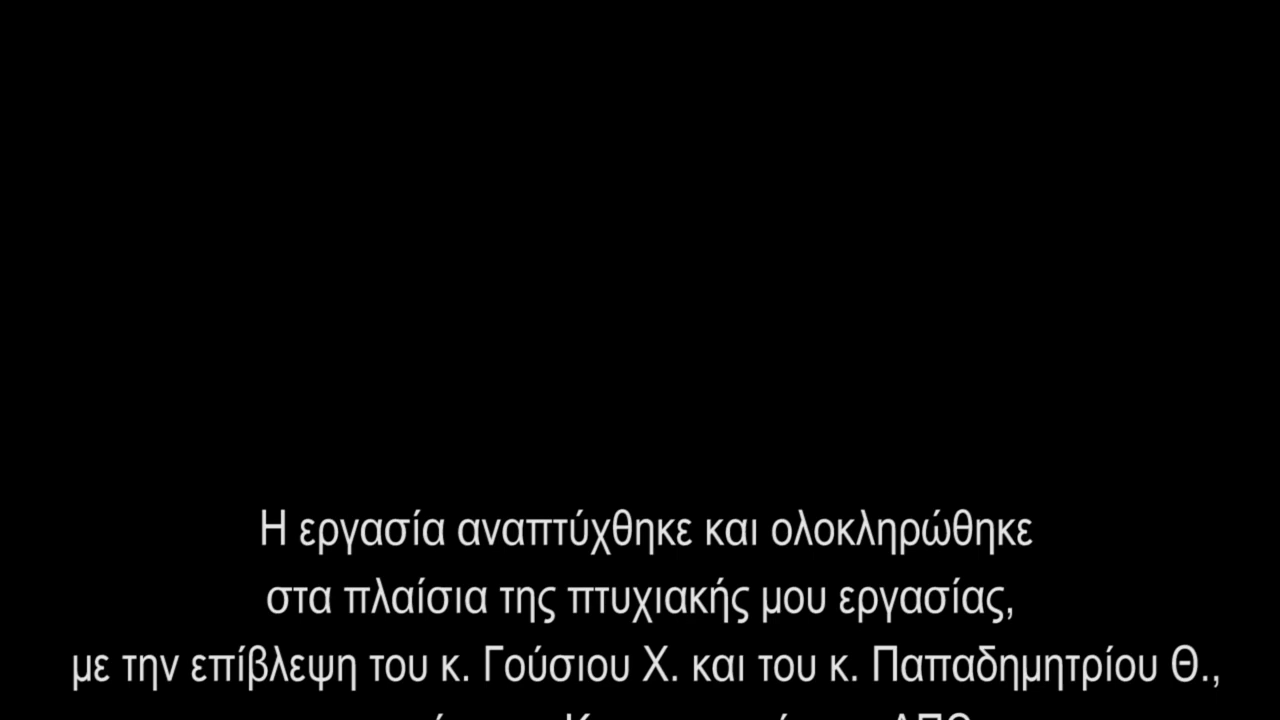 Η εργασία αναπτύχθηκε και ολοκληρώθηκε
στα πλαίσια της πτυχιακής μου εργασίας,
με την επίβλεψη του κ. Γούσιου Χ. και του κ. Παπαδημητρίου Θ.,